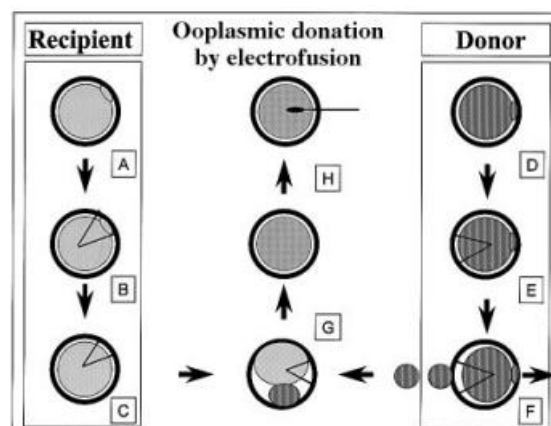 Recipient
Ooplasmic donation
by electrofusion
Donor
A
H
D
B
G
E
C
F